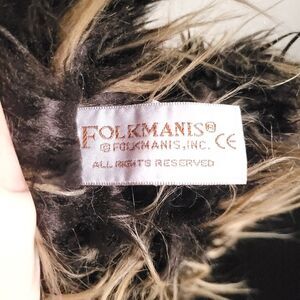 FOLKMANIS®
© FOLKMANIS, INC. CE
ALL RIGHTS RESERVED